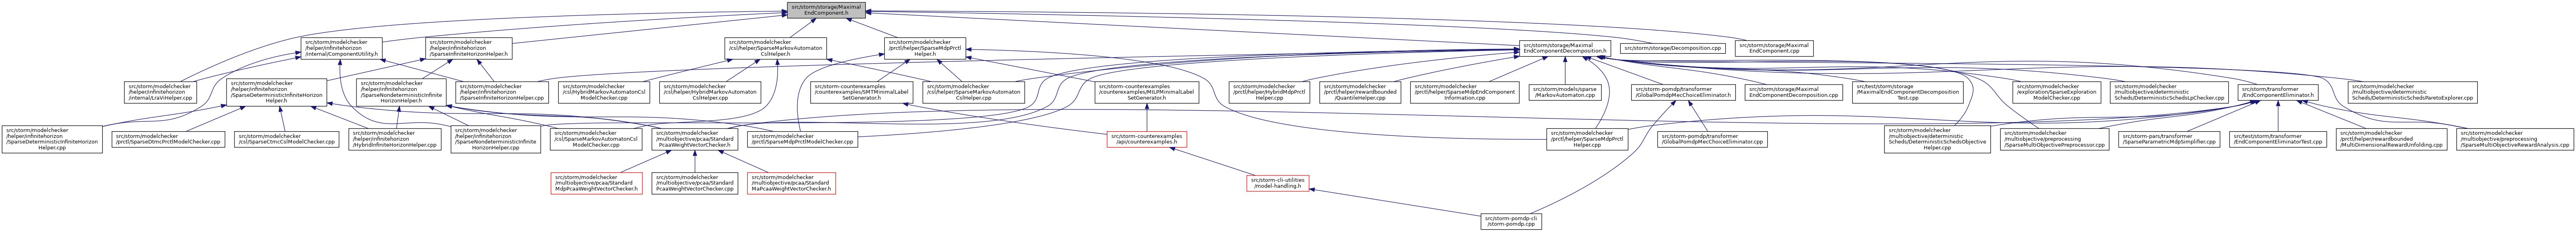 src/storm/storage/Maximal
EndComponent.h
src/storm/modelchecker
/helper/infinitehorizon
/internal/ComponentUtility.h
src/storm/modelchecker
/helper/infinitehorizon
/SparseInfiniteHorizonHelper.h
src/storm/modelchecker
/csl/helper/SparseMarkovAutomaton
CslHelper.h
src/storm/modelchecker
/prctl/helper/SparseMdpPrctl
Helper.h
src/storm/storage/Maximal
EndComponentDecomposition.h
src/storm/storage/Decomposition.cpp
src/storm/storage/Maximal
EndComponent.cpp
src/storm/modelchecker
/helper/infinitehorizon
/internal/LraViHelper.cpp
src/storm/modelchecker
/helper/infinitehorizon
/SparseDeterministicInfiniteHorizon
Helper.h
src/storm/modelchecker
/helper/infinitehorizon
/SparseNondeterministicInfinite
HorizonHelper.h
src/storm/modelchecker
/helper/infinitehorizon
/SparseInfiniteHorizonHelper.cpp
src/storm/modelchecker
/csl/HybridMarkovAutomatonCsl
ModelChecker.cpp
src/storm/modelchecker
/csl/helper/HybridMarkovAutomaton
CslHelper.cpp
src/storm-counterexamples
/counterexamples/SMTMinimalLabel
SetGenerator.h
src/storm/modelchecker
/csl/helper/SparseMarkovAutomaton
CslHelper.cpp
src/storm-counterexamples
/counterexamples/MILPMinimalLabel
SetGenerator.h
src/storm/modelchecker
/prctl/helper/HybridMdpPrctl
Helper.cpp
src/storm/modelchecker
/prctl/helper/rewardbounded
/QuantileHelper.cpp
src/storm/modelchecker
/prctl/helper/SparseMdpEndComponent
Information.cpp
src/storm/models/sparse
/MarkovAutomaton.cpp
src/storm-pomdp/transformer
/GlobalPomdpMecChoiceEliminator.h
src/storm/storage/Maximal
EndComponentDecomposition.cpp
src/test/storm/storage
/MaximalEndComponentDecomposition
Test.cpp
src/storm/modelchecker
/exploration/SparseExploration
ModelChecker.cpp
src/storm/modelchecker
/multiobjective/deterministic
Scheds/DeterministicSchedsLpChecker.cpp
src/storm/transformer
/EndComponentEliminator.h
src/storm/modelchecker
/multiobjective/deterministic
Scheds/DeterministicSchedsParetoExplorer.cpp
src/storm/modelchecker
/helper/infinitehorizon
/SparseDeterministicInfiniteHorizon
Helper.cpp
src/storm/modelchecker
/prctl/SparseDtmcPrctlModelChecker.cpp
src/storm/modelchecker
/csl/SparseCtmcCslModelChecker.cpp
src/storm/modelchecker
/helper/infinitehorizon
/HybridInfiniteHorizonHelper.cpp
src/storm/modelchecker
/helper/infinitehorizon
/SparseNondeterministicInfinite
HorizonHelper.cpp
src/storm/modelchecker
/csl/SparseMarkovAutomatonCsl
ModelChecker.cpp
src/storm/modelchecker
/multiobjective/pcaa/Standard
PcaaWeightVectorChecker.h
src/storm/modelchecker
/prctl/SparseMdpPrctlModelChecker.cpp
src/storm-counterexamples
/api/counterexamples.h
src/storm/modelchecker
/prctl/helper/SparseMdpPrctl
Helper.cpp
src/storm-pomdp/transformer
/GlobalPomdpMecChoiceEliminator.cpp
src/storm/modelchecker
/multiobjective/deterministic
Scheds/DeterministicSchedsObjective
Helper.cpp
src/storm/modelchecker
/multiobjective/preprocessing
/SparseMultiObjectivePreprocessor.cpp
src/storm-pars/transformer
/SparseParametricMdpSimplifier.cpp
src/test/storm/transformer
/EndComponentEliminatorTest.cpp
src/storm/modelchecker
/prctl/helper/rewardbounded
/MultiDimensionalRewardUnfolding.cpp
src/storm/modelchecker
/multiobjective/preprocessing
/SparseMultiObjectiveRewardAnalysis.cpp
src/storm/modelchecker
/multiobjective/pcaa/Standard
MdpPcaaWeightVectorChecker.h
src/storm/modelchecker
/multiobjective/pcaa/Standard
PcaaWeightVectorChecker.cpp
src/storm/modelchecker
/multiobjective/pcaa/Standard
MaPcaaWeightVectorChecker.h
src/storm-cli-utilities
/model-handling.h
src/storm-pomdp-cli
/storm-pomdp.cpp